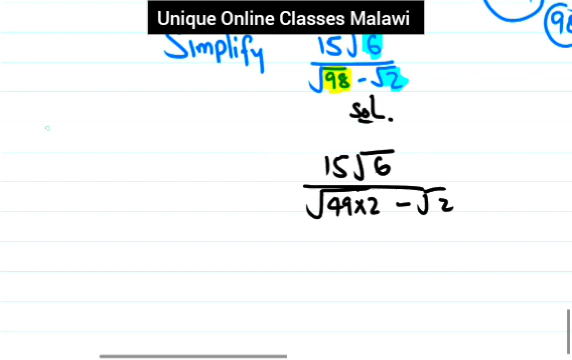 Unique Online Classes Malawi
Simplify 15√6
√98 - √2
sol.
15√6
√49x2 - √2